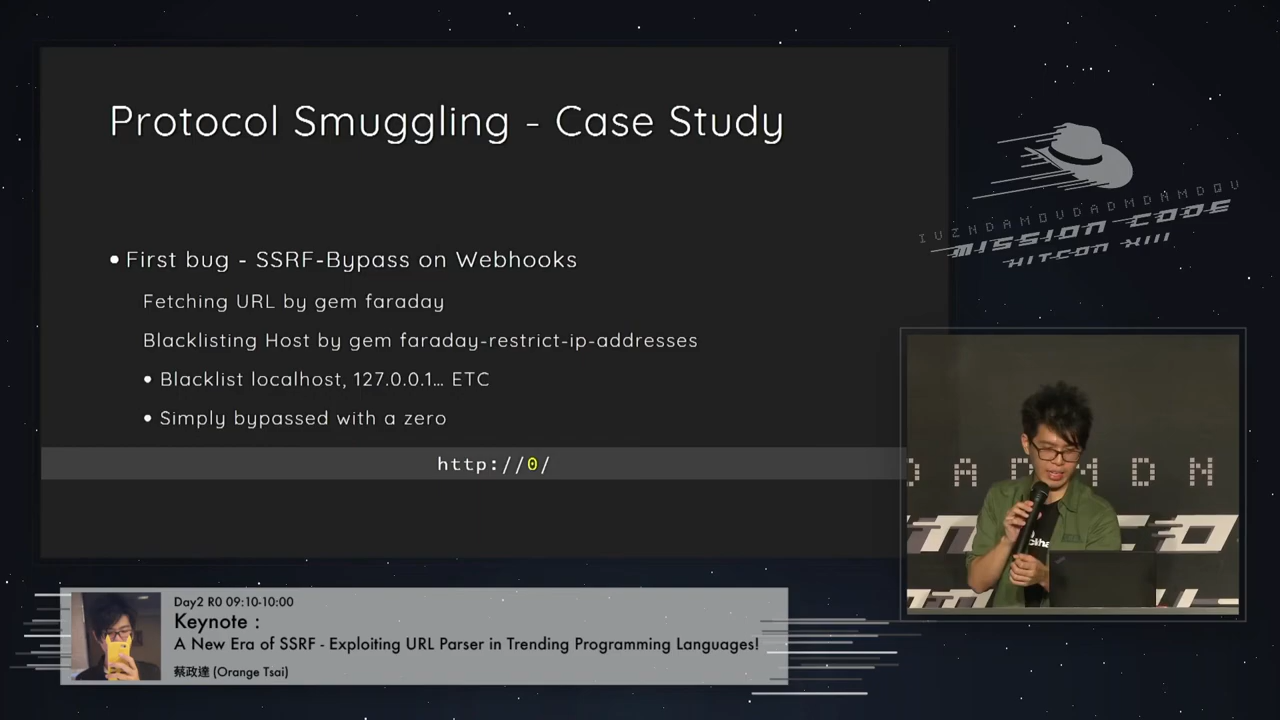 Protocol Smuggling - Case Study
• First bug - SSRF-Bypass on Webhooks
Fetching URL by gem faraday
Blacklisting Host by gem faraday-restrict-ip-addresses
• Blacklist localhost, 127.0.0.1… ETC
• Simply bypassed with a zero
http://0/
IVZNDAMOVDADMDNMDQV
MISSION CODE
HITCON XIII
DADMDN
Day2 R0 09:10-10:00
Keynote :
A New Era of SSRF - Exploiting URL Parser in Trending Programming Languages!
蔡政達 (Orange Tsai)